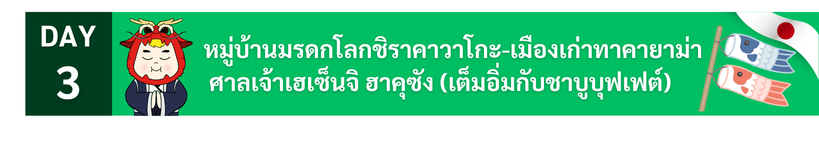 DAY
3
หมู่บ้านมรดกโลกชิราคาวาโกะ-เมืองเก่าทาคายาม่า
ศาลเจ้าเฮเซ็นจิ ฮาคุซัง (เต็มอิ่มกับชาบูบุฟเฟต์)